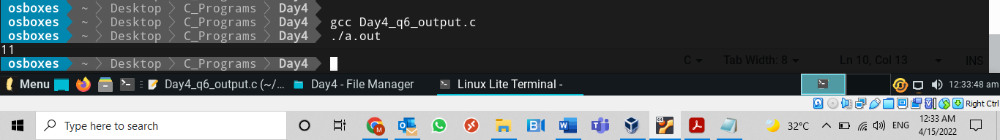 osboxes ~ Desktop C_Programs Day4
osboxes ~ Desktop C_Programs Day4 gcc Day4_q6_output.c
osboxes ~ Desktop C_Programs Day4 ./a.out
11
osboxes ~ Desktop C_Programs Day4
C Tab Width: 8 Ln 10, Col 13 INS
Menu Day4_q6_output.c (~/... Day4 - File Manager Linux Lite Terminal - 12:33:48 am
Right Ctrl
Type here to search 32°C ENG 12:33 AM
4/15/2022